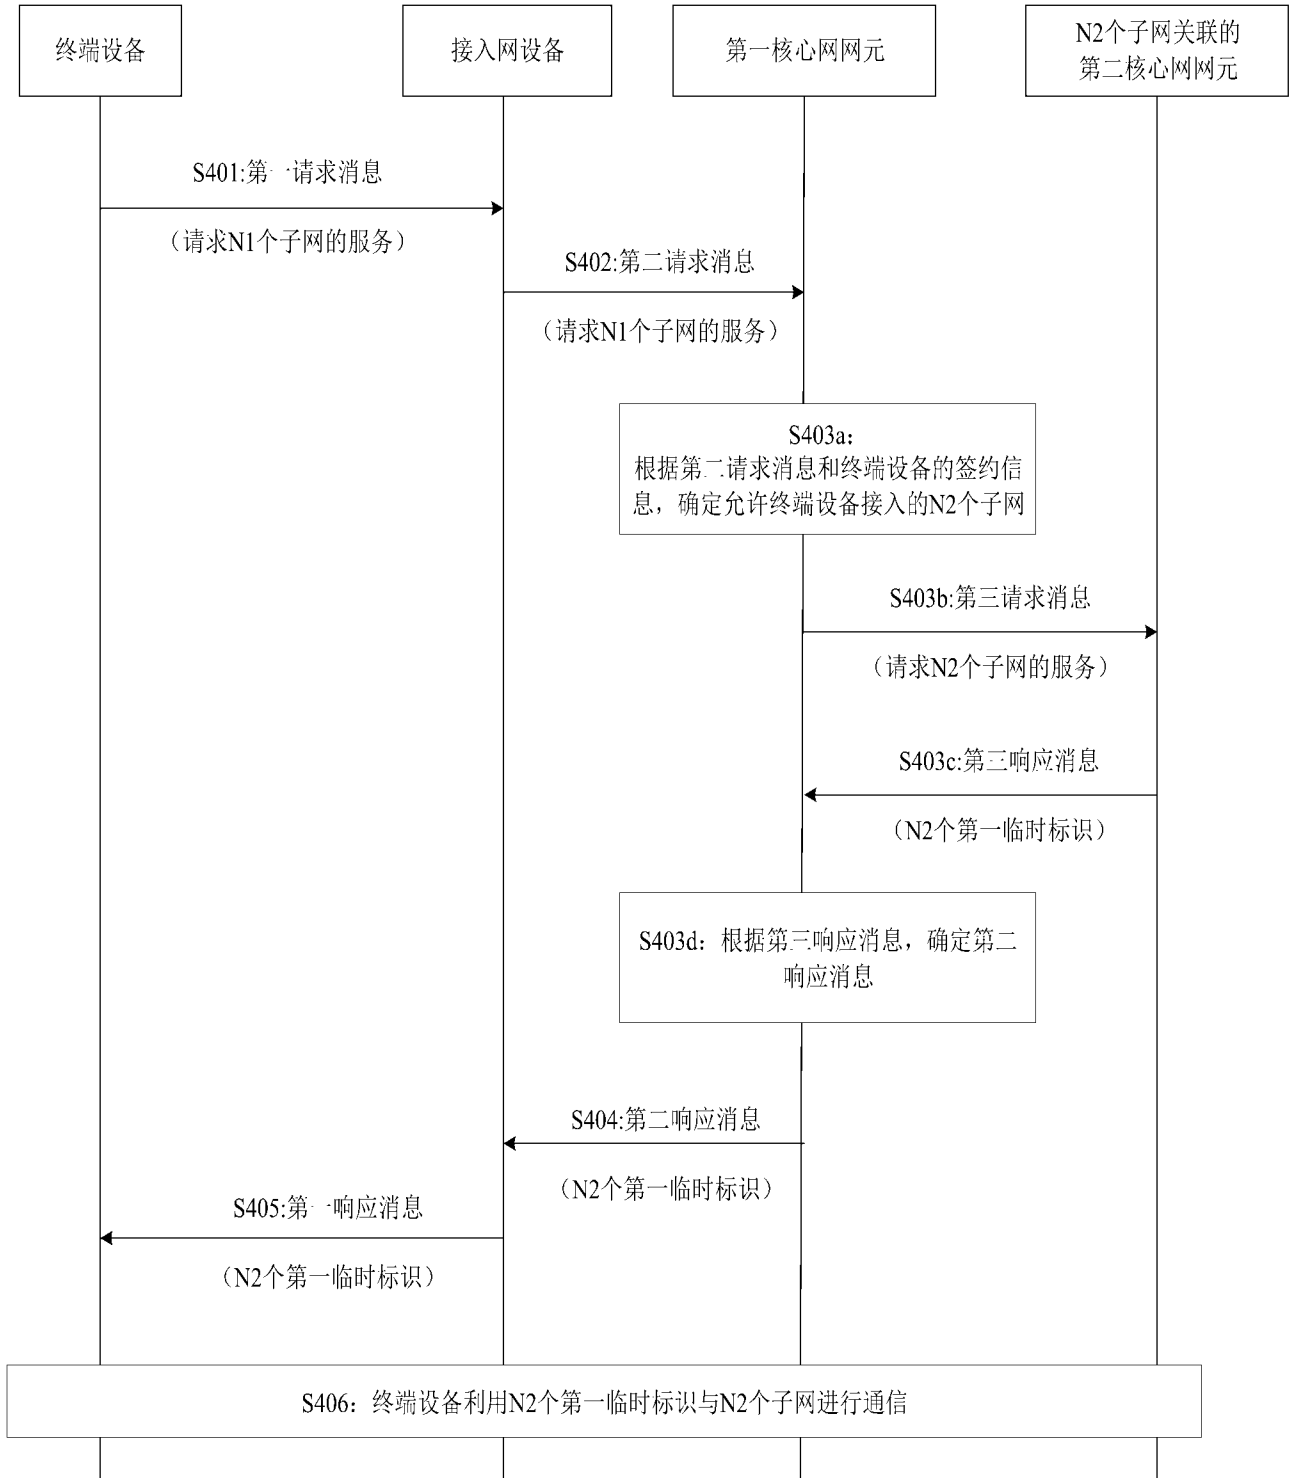 终端设备
接入网设备
第一核心网网元
N2个子网关联的
第二核心网网元
S401:第一请求消息
（请求N1个子网的服务）
S402:第二请求消息
（请求N1个子网的服务）
S403a：
根据第二请求消息和终端设备的签约信
息，确定允许终端设备接入的N2个子网
S403b:第三请求消息
（请求N2个子网的服务）
S403c:第三响应消息
（N2个第一临时标识）
S403d：根据第三响应消息，确定第二
响应消息
S404:第二响应消息
（N2个第一临时标识）
S405:第一响应消息
（N2个第一临时标识）
S406：终端设备利用N2个第一临时标识与N2个子网进行通信